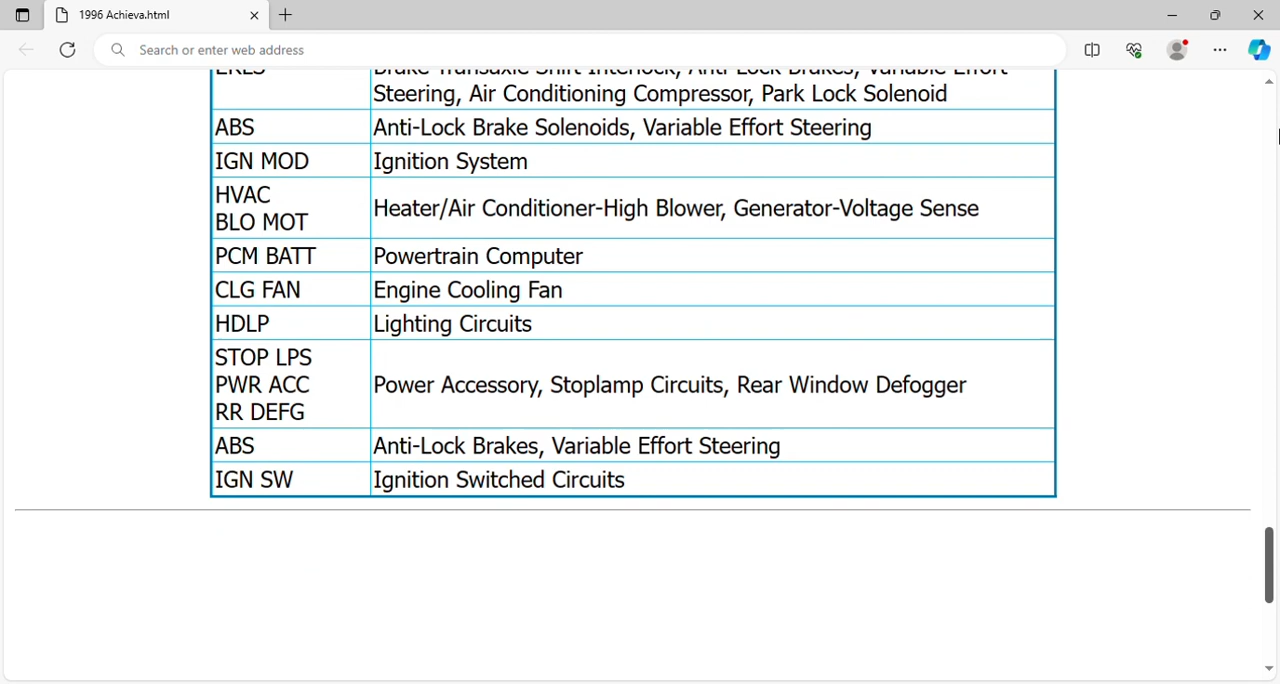 1996 Achieva.html
Search or enter web address
Steering, Air Conditioning Compressor, Park Lock Solenoid
ABS
Anti-Lock Brake Solenoids, Variable Effort Steering
IGN MOD
Ignition System
HVAC
BLO MOT
Heater/Air Conditioner-High Blower, Generator-Voltage Sense
PCM BATT
Powertrain Computer
CLG FAN
Engine Cooling Fan
HDLP
Lighting Circuits
STOP LPS
PWR ACC
RR DEFG
Power Accessory, Stoplamp Circuits, Rear Window Defogger
ABS
Anti-Lock Brakes, Variable Effort Steering
IGN SW
Ignition Switched Circuits